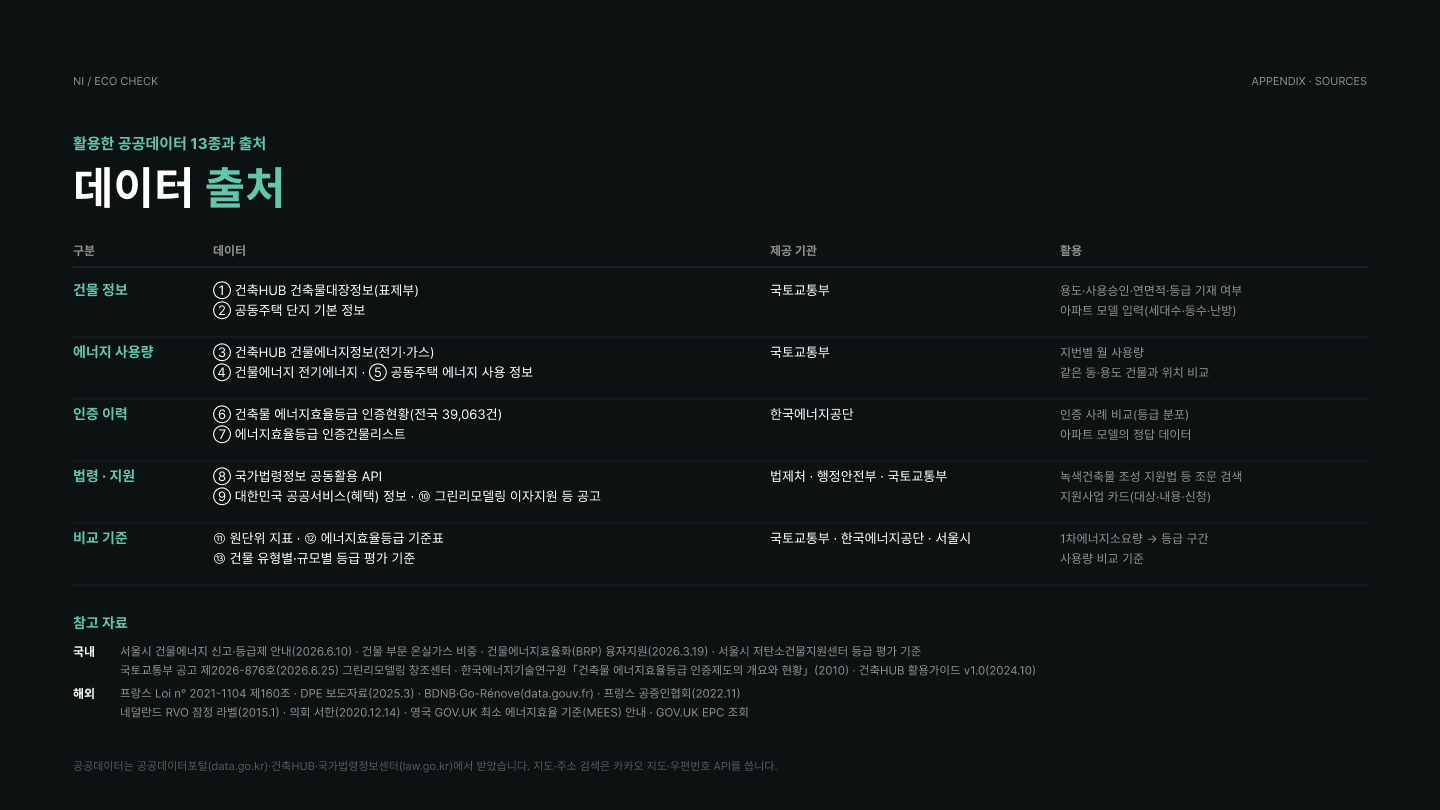 NI / ECO CHECK
APPENDIX · SOURCES
활용한 공공데이터 13종과 출처
데이터 출처
구분 데이터 제공 기관 활용
건물 정보 ① 건축HUB 건축물대장정보(표제부) 국토교통부 용도·사용승인·연면적·등급 기재 여부
② 공동주택 단지 기본 정보 아파트 모델 입력(세대수·동수·난방)
에너지 사용량 ③ 건축HUB 건물에너지정보(전기·가스) 국토교통부 지번별 월 사용량
④ 건물에너지 전기에너지 · ⑤ 공동주택 에너지 사용 정보 같은 동·용도 건물과 위치 비교
인증 이력 ⑥ 건축물 에너지효율등급 인증현황(전국 39,063건) 한국에너지공단 인증 사례 비교(등급 분포)
⑦ 에너지효율등급 인증건물리스트 아파트 모델의 정답 데이터
법령 · 지원 ⑧ 국가법령정보 공동활용 API 법제처 · 행정안전부 · 국토교통부 녹색건축물 조성 지원법 등 조문 검색
⑨ 대한민국 공공서비스(혜택) 정보 · ⑩ 그린리모델링 이자지원 등 공고 지원사업 카드(대상·내용·신청)
비교 기준 ⑪ 원단위 지표 · ⑫ 에너지효율등급 기준표 국토교통부 · 한국에너지공단 · 서울시 1차에너지소요량 → 등급 구간
⑬ 건물 유형별·규모별 등급 평가 기준 사용량 비교 기준
참고 자료
국내 서울시 건물에너지 신고·등급제 안내(2026.6.10) · 건물 부문 온실가스 비중 · 건물에너지효율화(BRP) 융자지원(2026.3.19) · 서울시 저탄소건물지원센터 등급 평가 기준
국토교통부 공고 제2026-876호(2026.6.25) 그린리모델링 창조센터 · 한국에너지기술연구원「건축물 에너지효율등급 인증제도의 개요와 현황」(2010) · 건축HUB 활용가이드 v1.0(2024.10)
해외 프랑스 Loi n° 2021-1104 제160조 · DPE 보도자료(2025.3) · BDNB·Go-Rénove(data.gouv.fr) · 프랑스 공증인협회(2022.11)
네덜란드 RVO 잠정 라벨(2015.1) · 의회 서한(2020.12.14) · 영국 GOV.UK 최소 에너지효율 기준(MEES) 안내 · GOV.UK EPC 조회
공공데이터는 공공데이터포털(data.go.kr)·건축HUB·국가법령정보센터(law.go.kr)에서 받았습니다. 지도·주소 검색은 카카오 지도·우편번호 API를 씁니다.